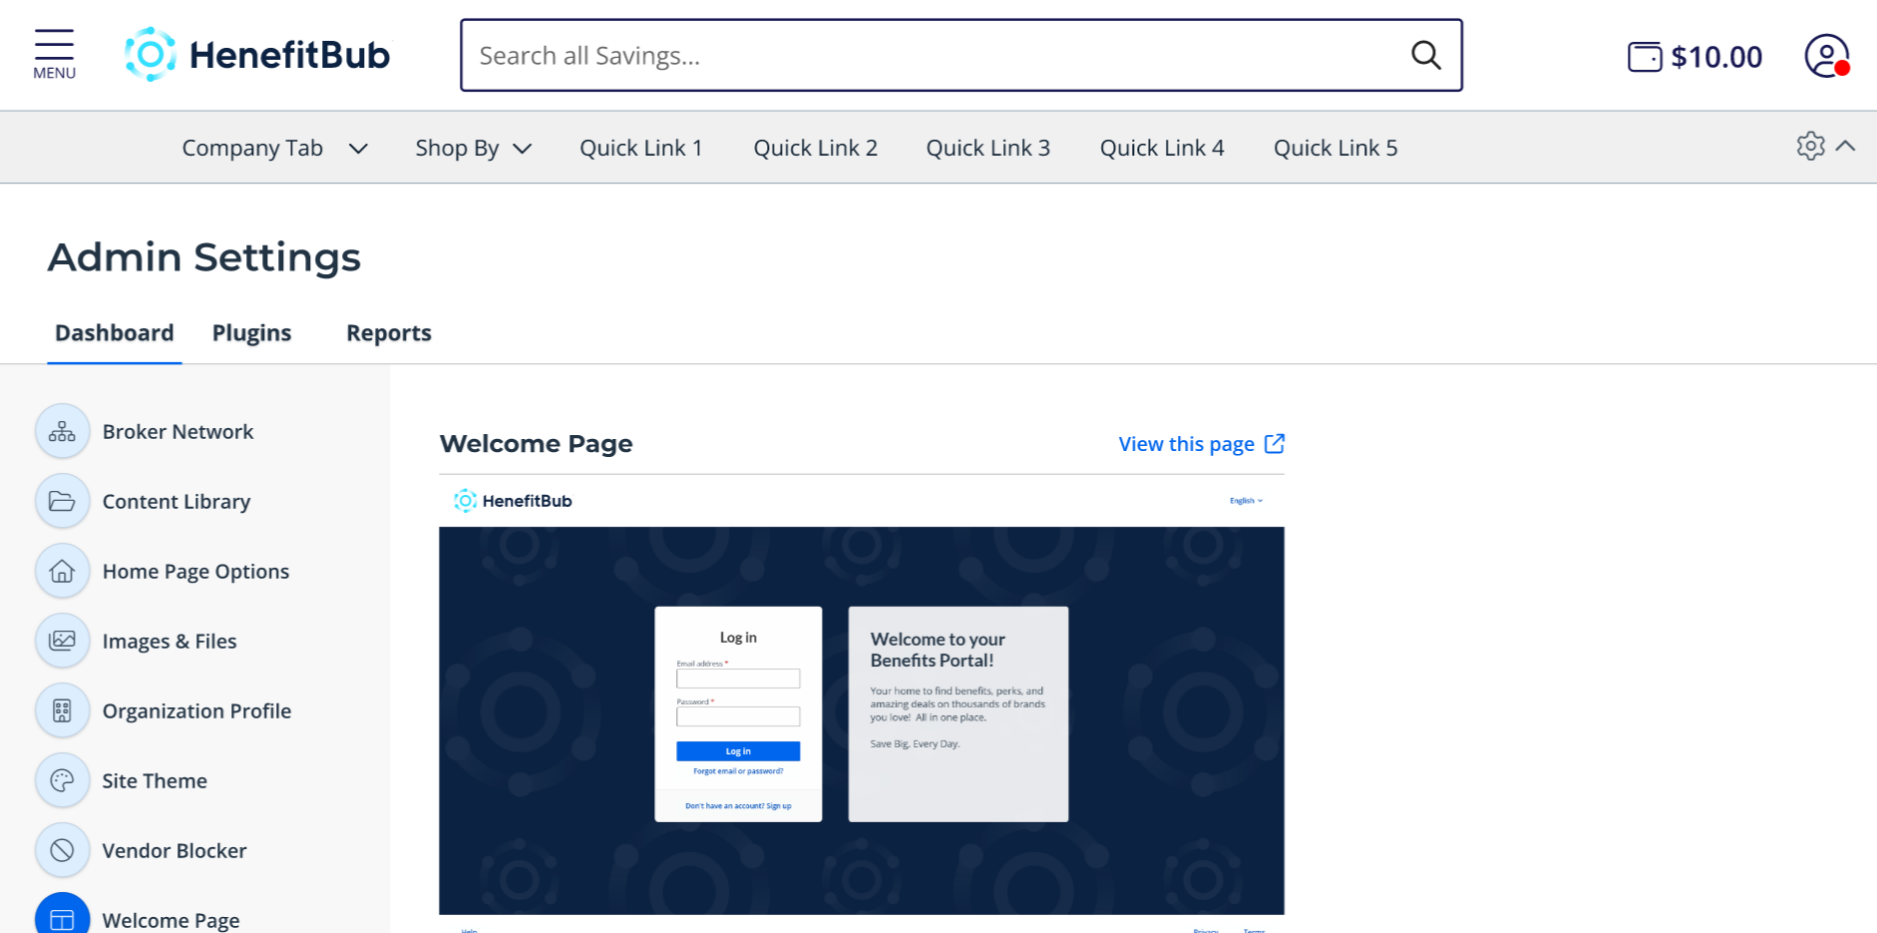 MENU
HenefitBub
Search all Savings...
$10.00
Company Tab
Shop By
Quick Link 1
Quick Link 2
Quick Link 3
Quick Link 4
Quick Link 5
Admin Settings
Dashboard
Plugins
Reports
Broker Network
Content Library
Home Page Options
Images & Files
Organization Profile
Site Theme
Vendor Blocker
Welcome Page
Welcome Page
View this page
HenefitBub
English
Log in
Email address *
Password *
Log in
Forgot email or password?
Don't have an account? Sign up
Welcome to your
Benefits Portal!
Your home to find benefits, perks, and
amazing deals on thousands of brands
you love! All in one place.
Save Big. Every Day.
Help
Privacy
Terms